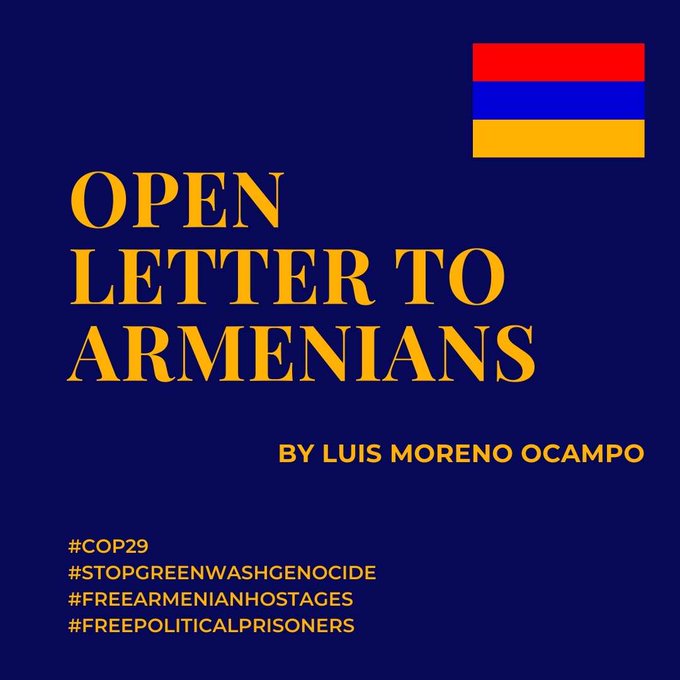 OPEN
LETTER TO
ARMENIANS
BY LUIS MORENO OCAMPO
#COP29
#STOPGREENWASHGENOCIDE
#FREEARMENIANHOSTAGES
#FREEPOLITICALPRISONERS